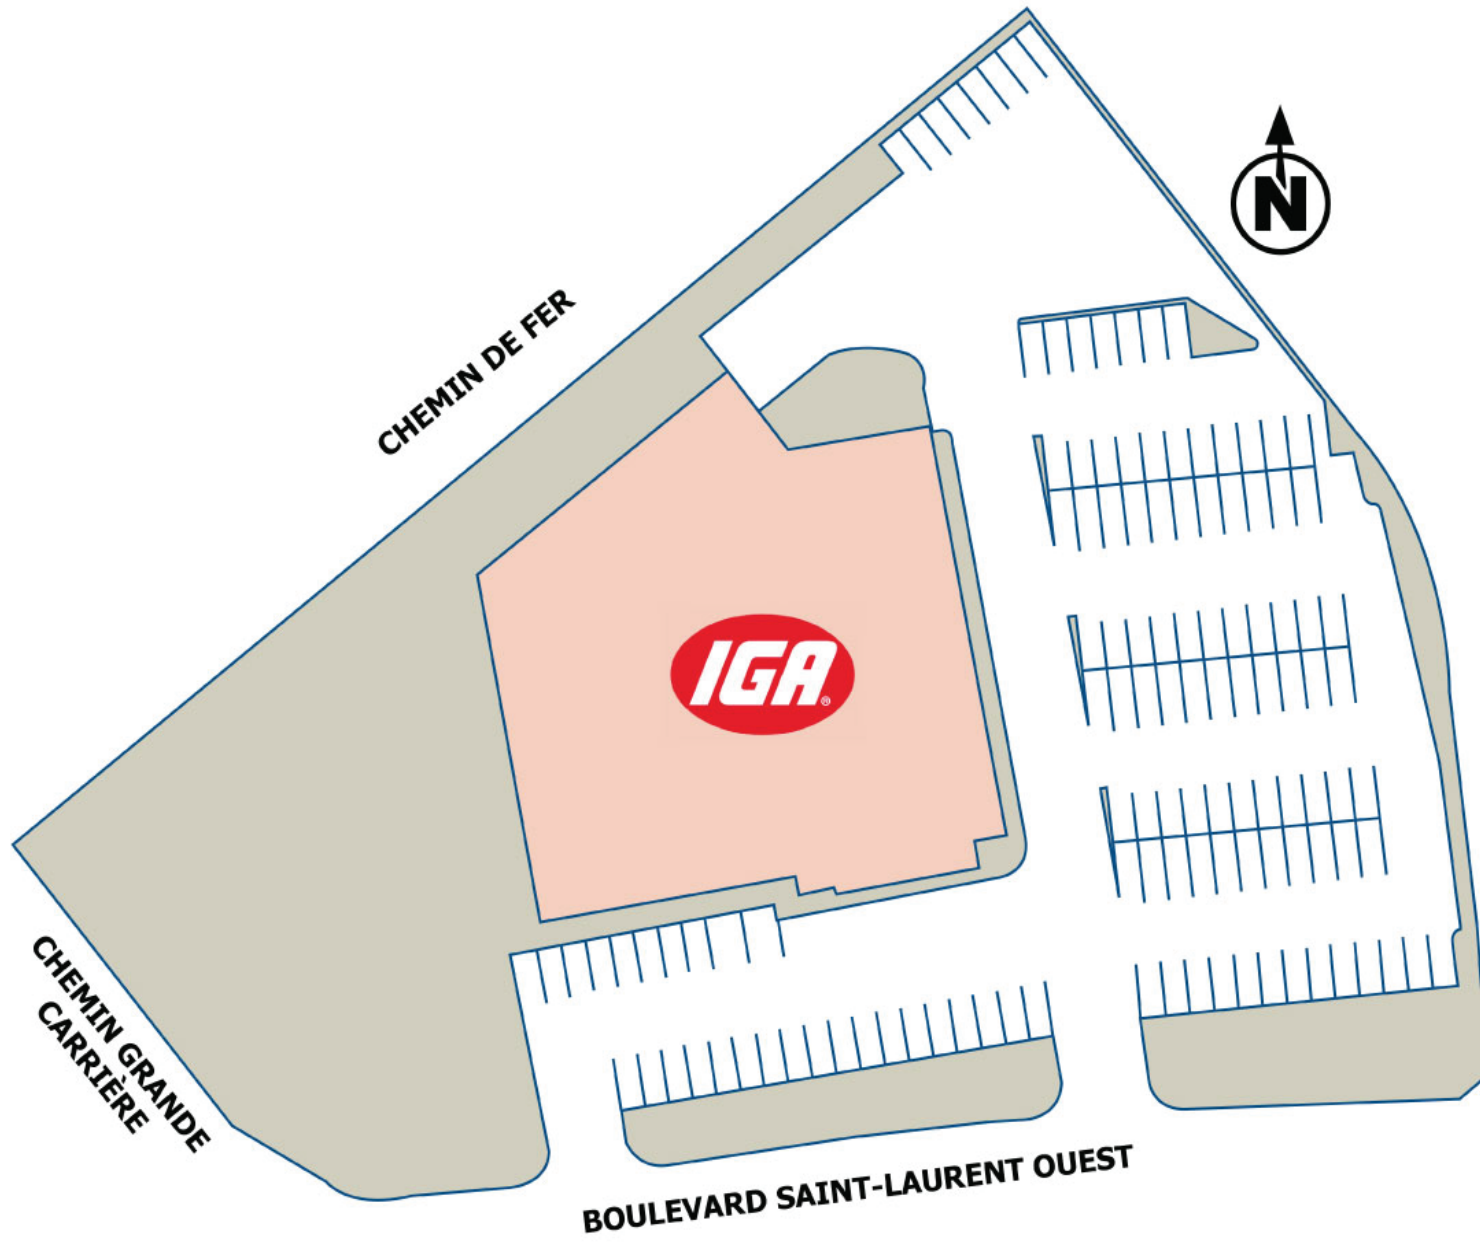 N
CHEMIN DE FER
IGA®
CHEMIN GRANDE
CARRIÈRE
BOULEVARD SAINT-LAURENT OUEST